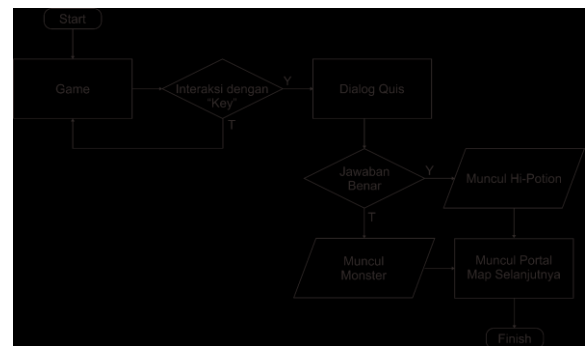 Start
Game
Interaksi dengan
"Key"
Y
T
Dialog Quis
Jawaban
Benar
Y
T
Muncul Hi-Potion
Muncul
Monster
Muncul Portal
Map Selanjutnya
Finish